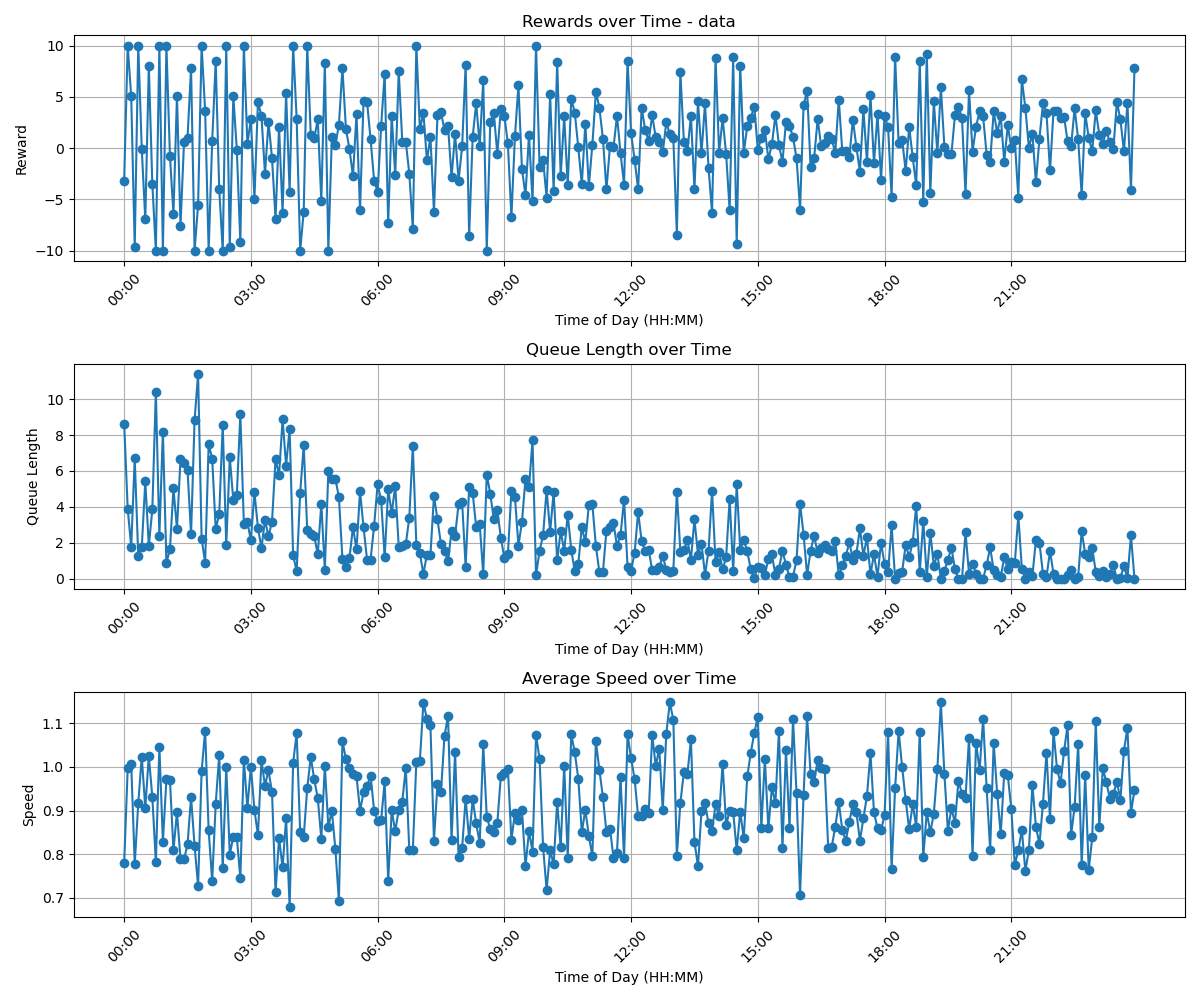 Rewards over Time - data
Reward
10
5
0
−5
−10
00:00 03:00 06:00 09:00 12:00 15:00 18:00 21:00
Time of Day (HH:MM)
Queue Length over Time
Queue Length
10
8
6
4
2
0
00:00 03:00 06:00 09:00 12:00 15:00 18:00 21:00
Time of Day (HH:MM)
Average Speed over Time
Speed
1.1
1.0
0.9
0.8
0.7
00:00 03:00 06:00 09:00 12:00 15:00 18:00 21:00
Time of Day (HH:MM)